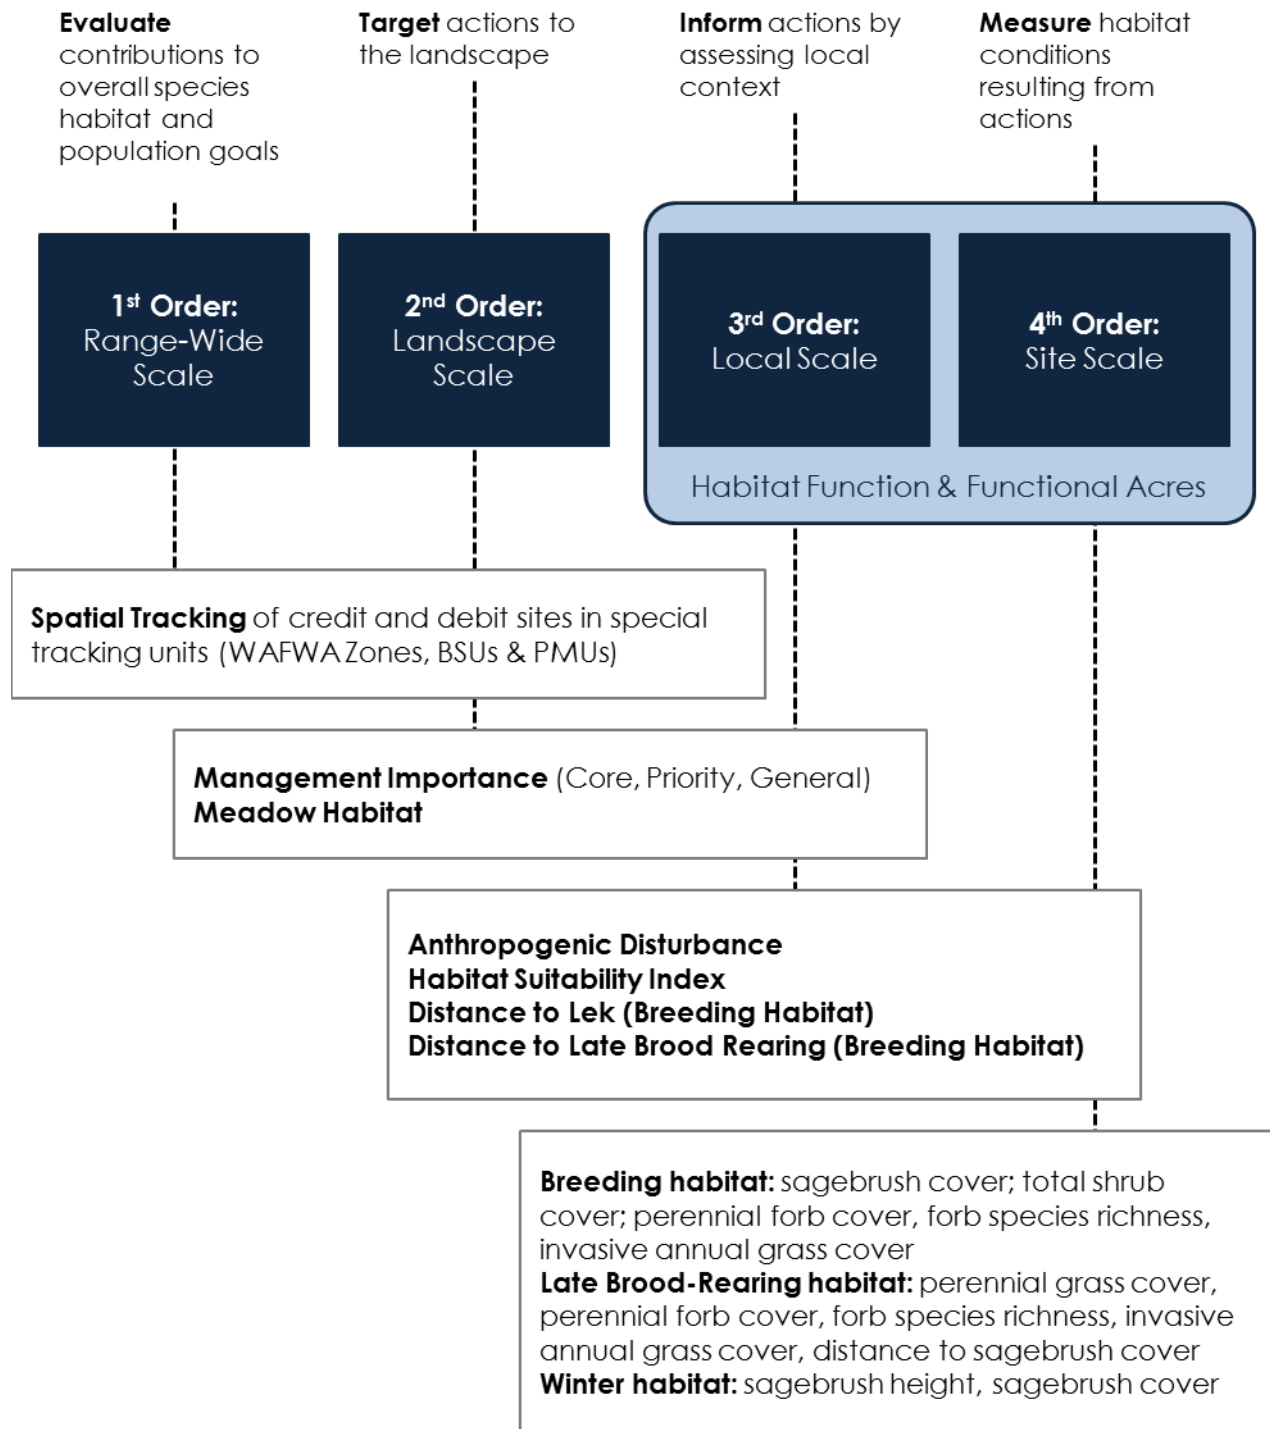 Evaluate
contributions to
overall species
habitat and
population goals
Target actions to
the landscape
Inform actions by
assessing local
context
Measure habitat
conditions
resulting from
actions
1st Order:
Range-Wide
Scale
2nd Order:
Landscape
Scale
3rd Order:
Local Scale
4th Order:
Site Scale
Habitat Function & Functional Acres
Spatial Tracking of credit and debit sites in special
tracking units (WAFWA Zones, BSUs & PMUs)
Management Importance (Core, Priority, General)
Meadow Habitat
Anthropogenic Disturbance
Habitat Suitability Index
Distance to Lek (Breeding Habitat)
Distance to Late Brood Rearing (Breeding Habitat)
Breeding habitat: sagebrush cover; total shrub
cover; perennial forb cover, forb species richness,
invasive annual grass cover
Late Brood-Rearing habitat: perennial grass cover,
perennial forb cover, forb species richness, invasive
annual grass cover, distance to sagebrush cover
Winter habitat: sagebrush height, sagebrush cover